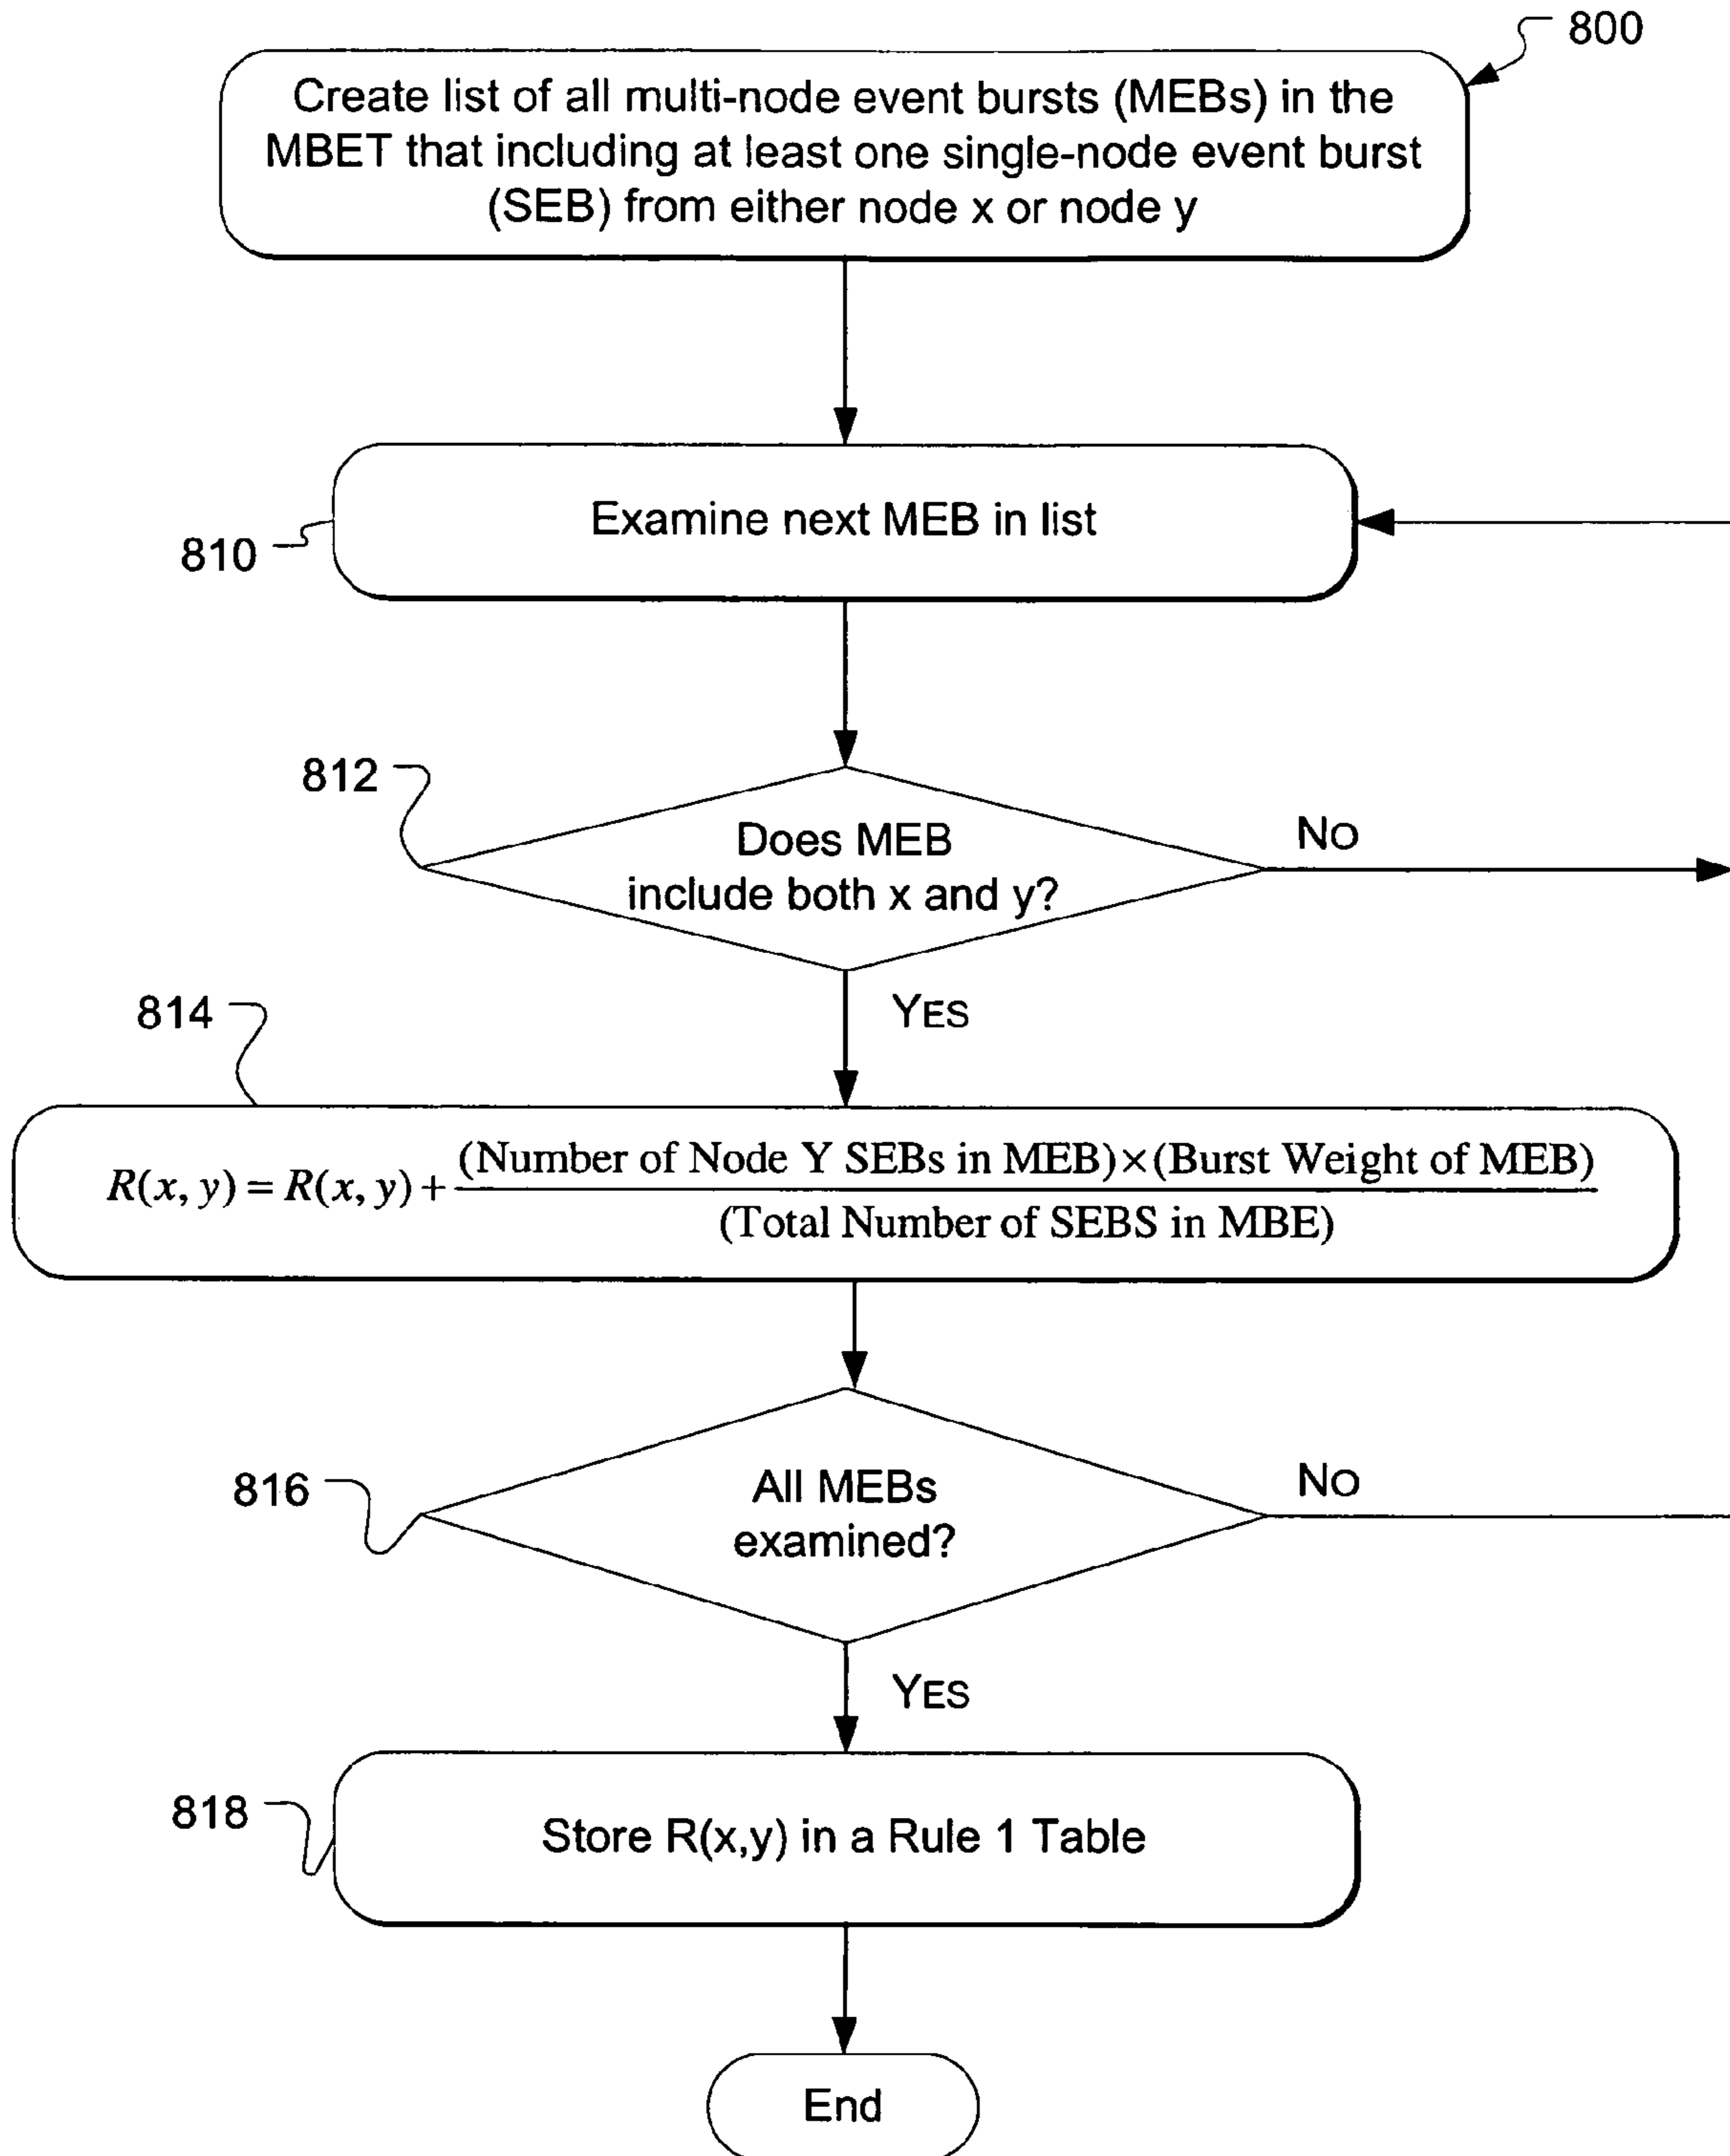 800
Create list of all multi-node event bursts (MEBs) in the
MBET that including at least one single-node event burst
(SEB) from either node x or node y
Examine next MEB in list
810
812
Does MEB
include both x and y?
NO
YES
814
R(x, y) = R(x, y) + (Number of Node Y SEBs in MEB)×(Burst Weight of MEB)
(Total Number of SEBS in MBE)
816
All MEBs
examined?
NO
YES
818
Store R(x,y) in a Rule 1 Table
End